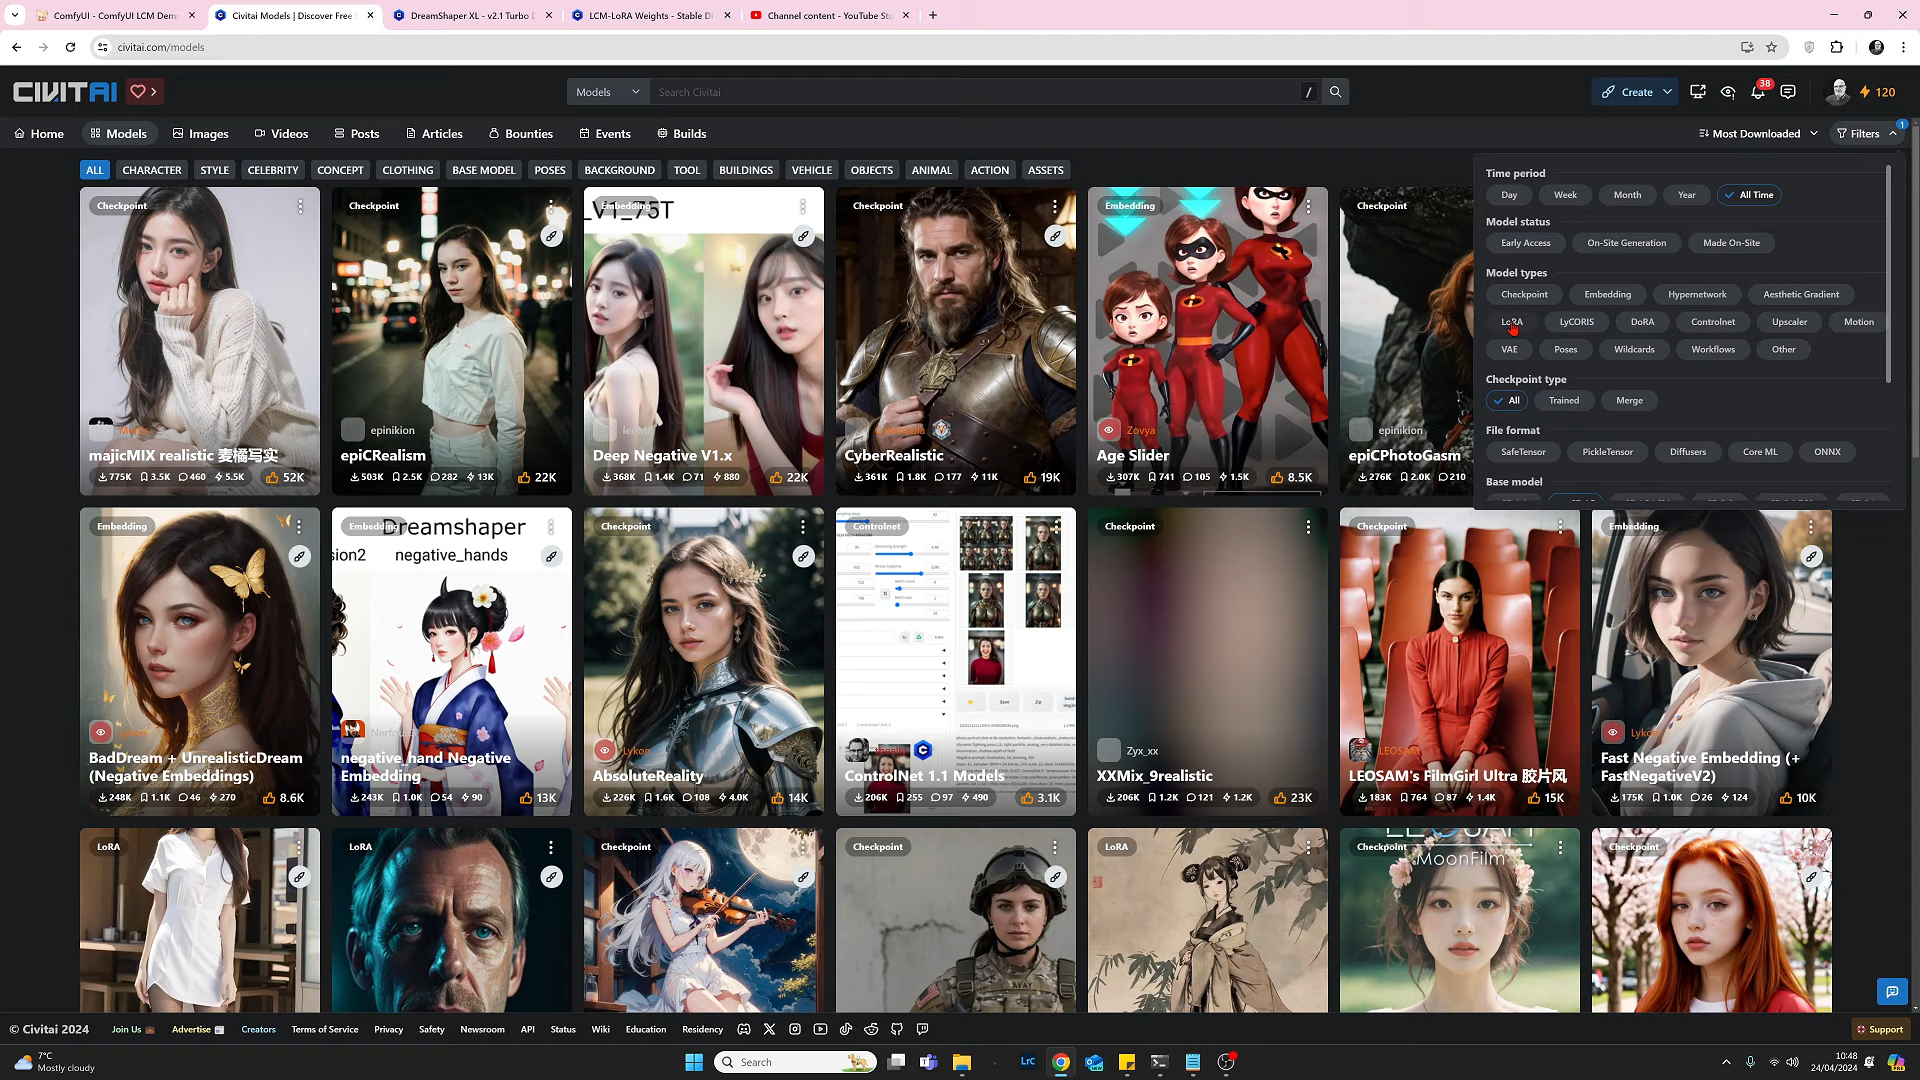 ComfyUI - ComfyUI LCM Dem
Civitai Models | Discover Free S
DreamShaper XL - v2.1 Turbo D
LCM-LoRA Weights - Stable Di
Channel content - YouTube Stu
civitai.com/models
CIVITAI
Models
Search Civitai
/
Create
38
120
Home
Models
Images
Videos
Posts
Articles
Bounties
Events
Builds
Most Downloaded
Filters
1
ALL
CHARACTER
STYLE
CELEBRITY
CONCEPT
CLOTHING
BASE MODEL
POSES
BACKGROUND
TOOL
BUILDINGS
VEHICLE
OBJECTS
ANIMAL
ACTION
ASSETS
Time period
Day
Week
Month
Year
All Time
Model status
Early Access
On-Site Generation
Made On-Site
Model types
Checkpoint
Embedding
Hypernetwork
Aesthetic Gradient
LoRA
LyCORIS
DoRA
Controlnet
Upscaler
Motion
VAE
Poses
Wildcards
Workflows
Other
Checkpoint type
All
Trained
Merge
File format
SafeTensor
PickleTensor
Diffusers
Core ML
ONNX
Base model
Checkpoint
majicMIX realistic 麦橘写实
775K 3.5K 460 5.5K 52K
Checkpoint
epinikion
epiCRealism
503K 2.5K 282 13K 22K
Embedding
_V1_75T
Deep Negative V1.x
368K 1.4K 71 880 22K
Checkpoint
CyberRealistic
361K 1.8K 177 11K 19K
Embedding
Zovya
Age Slider
307K 741 105 1.5K 8.5K
Checkpoint
epinikion
epiCPhotoGasm
276K 2.0K 210
Embedding
Lykon
BadDream + UnrealisticDream
(Negative Embeddings)
248K 1.1K 46 270 8.6K
Embedding
Dreamshaper
sion2 negative_hands
negative_hand Negative
Embedding
243K 1.0K 54 90 13K
Checkpoint
Lykon
AbsoluteReality
226K 1.6K 108 4.0K 14K
Controlnet
ControlNet 1.1 Models
206K 255 97 490 3.1K
Checkpoint
Zyx_xx
XXMix_9realistic
206K 1.2K 121 1.2K 23K
Checkpoint
LEOSAM
LEOSAM's FilmGirl Ultra 胶片风
183K 764 87 1.4K 15K
Embedding
Lykon
Fast Negative Embedding (+
FastNegativeV2)
175K 1.0K 26 124 10K
LoRA
LoRA
Checkpoint
Checkpoint
LoRA
Checkpoint
LEOSAM
MoonFilm
Checkpoint
© Civitai 2024
Join Us
Advertise
Creators
Terms of Service
Privacy
Safety
Newsroom
API
Status
Wiki
Education
Residency
Support
7°C
Mostly cloudy
Search
LrC
10:48
24/04/2024